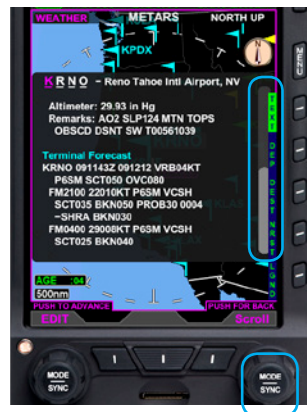 WEATHER METARS NORTH UP
KPDX
N
MENU
KRNO - Reno Tahoe Intl Airport, NV
Altimeter: 29.93 in Hg
Remarks: AO2 SLP124 MTN TOPS
OBSCD DSNT SW T00561039
Terminal Forecast
KRNO 091143Z 091212 VRB04KT
P6SM SCT050 OVC080
FM2100 22010KT P6SM VCSH
SCT035 BKN050 PROB30 0004
-SHRA BKN030
FM0400 29008KT P6SM VCSH
SCT025 BKN040
TEXT
DEP
DEST
NRST
LGND
KLAS
AGE :04
500nm
PUSH TO ADVANCE PUSH FOR BACK
EDIT Scroll
MODE
SYNC
MODE
SYNC